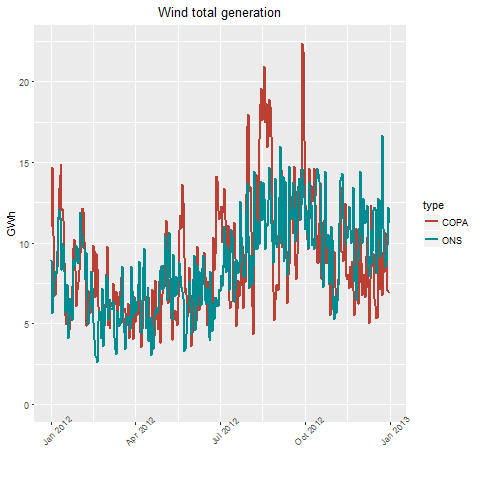 Wind total generation
GWh
20
15
10
5
0
Jan 2012
Apr 2012
Jul 2012
Oct 2012
Jan 2013
type
COPA
ONS